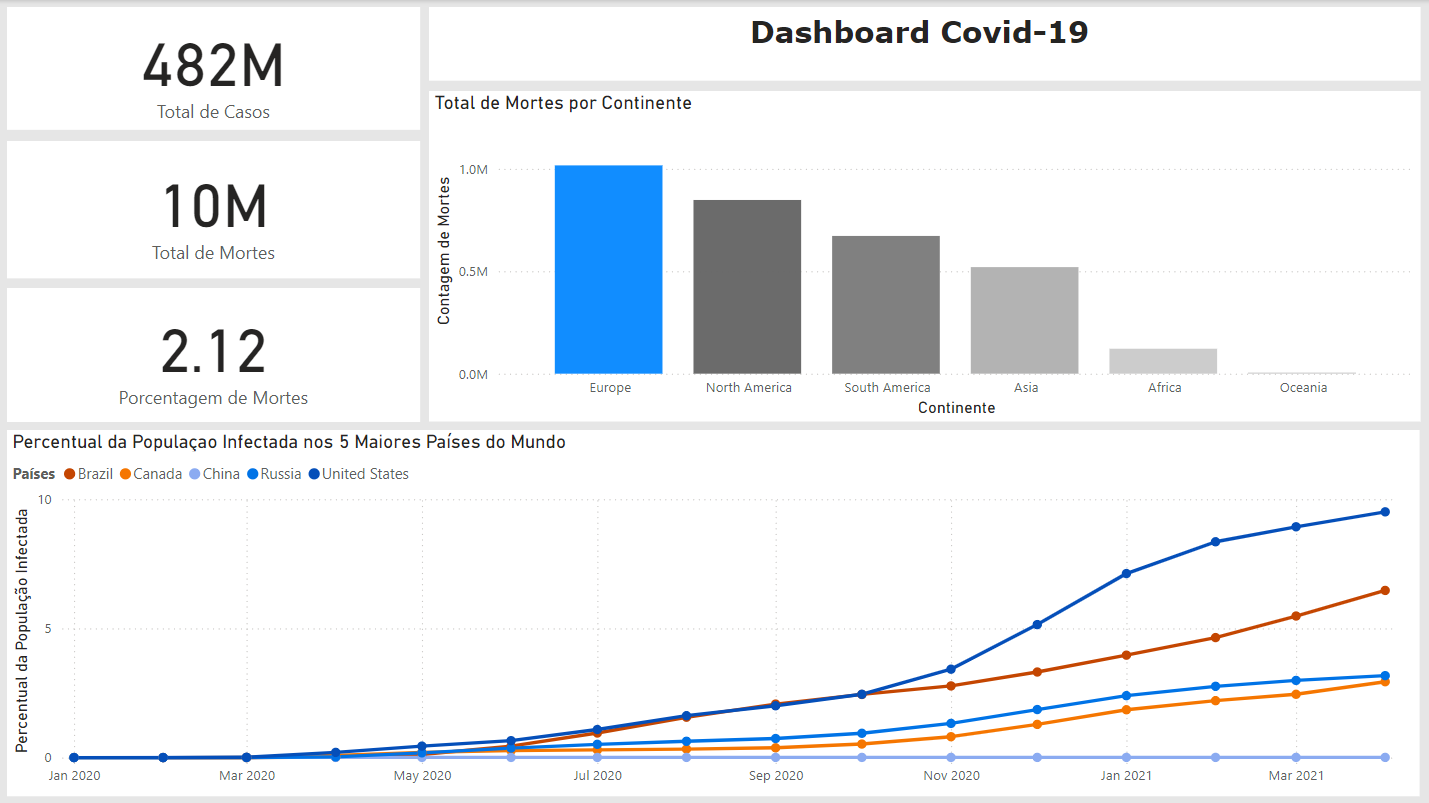 482M
Total de Casos
10M
Total de Mortes
2.12
Porcentagem de Mortes
Dashboard Covid-19
Total de Mortes por Continente
Contagem de Mortes
1.0M
0.5M
0.0M
Europe
North America
South America
Asia
Africa
Oceania
Continente
Percentual da Populaçao Infectada nos 5 Maiores Países do Mundo
Países Brazil Canada China Russia United States
Percentual da População Infectada
10
5
0
Jan 2020
Mar 2020
May 2020
Jul 2020
Sep 2020
Nov 2020
Jan 2021
Mar 2021